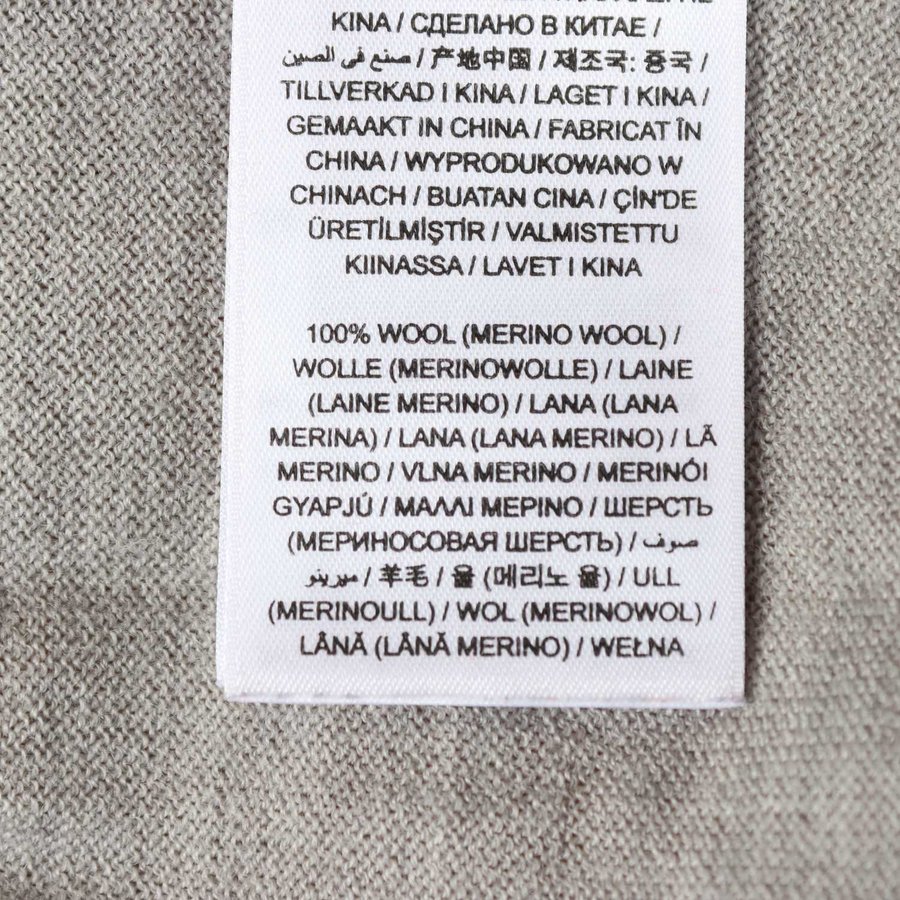 KINA / СДЕЛАНО В КИТАЕ /
صنع في الصين / 产地中国 / 제조국: 중국 /
TILLVERKAD I KINA / LAGET I KINA /
GEMAAKT IN CHINA / FABRICAT ÎN
CHINA / WYPRODUKOWANO W
CHINACH / BUATAN CINA / ÇİN'DE
ÜRETİLMİŞTİR / VALMISTETTU
KIINASSA / LAVET I KINA
100% WOOL (MERINO WOOL) /
WOLLE (MERINOWOLLE) / LAINE
(LAINE MERINO) / LANA (LANA
MERINA) / LANA (LANA MERINO) / LÃ
MERINO / VLNA MERINO / MERINÓI
GYAPJÚ / ΜΑΛΛΙ ΜΕΡΙΝΟ / ШЕРСТЬ
(МЕРИНОСОВАЯ ШЕРСТЬ) / صوف
ميرينو / 羊毛 / 울 (메리노 울) / ULL
(MERINOULL) / WOL (MERINOWOL) /
LÂNĂ (LÂNĂ MERINO) / WEŁNA